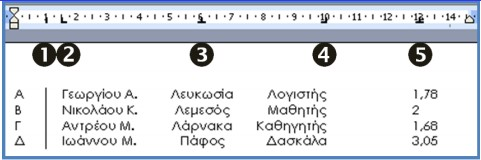 1 2 1 3 4 5 6 7 8 9 10 11 12 13 14
❶ ❷ ❸ ❹ ❺
Α Γεωργίου Α. Λευκωσία Λογιστής 1,78
Β Νικολάου Κ. Λεμεσός Μαθητής 2
Γ Αντρέου Μ. Λάρνακα Καθηγητής 1,68
Δ Ιωάννου Μ. Πάφος Δασκάλα 3,05